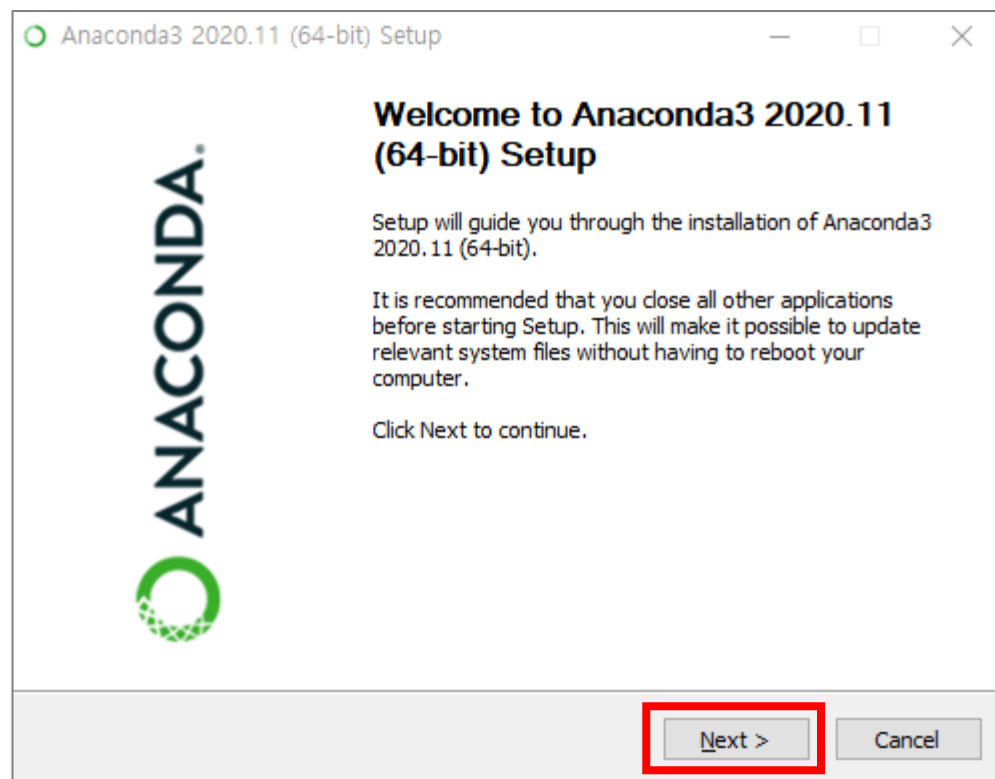 Anaconda3 2020.11 (64-bit) Setup
Welcome to Anaconda3 2020.11
(64-bit) Setup
Setup will guide you through the installation of Anaconda3
2020.11 (64-bit).
It is recommended that you close all other applications
before starting Setup. This will make it possible to update
relevant system files without having to reboot your
computer.
Click Next to continue.
ANACONDA.
Next >
Cancel